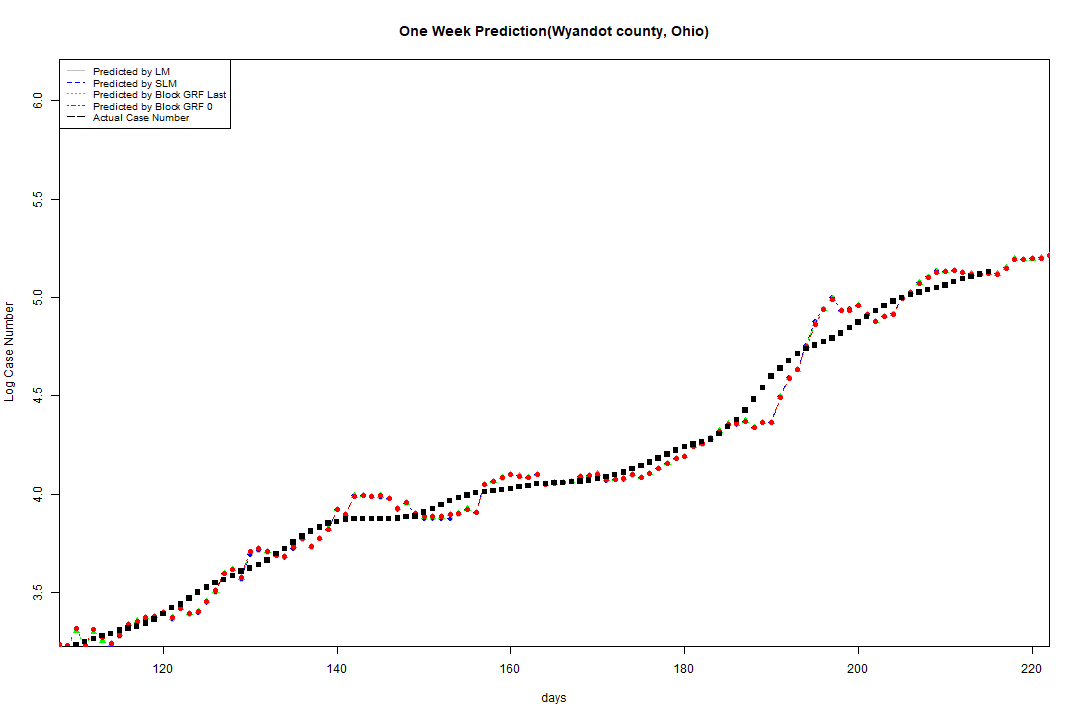 One Week Prediction(Wyandot county, Ohio)
Predicted by LM
Predicted by SLM
Predicted by Block GRF Last
Predicted by Block GRF 0
Actual Case Number
6.0
5.5
5.0
4.5
4.0
3.5
Log Case Number
120 140 160 180 200 220
days